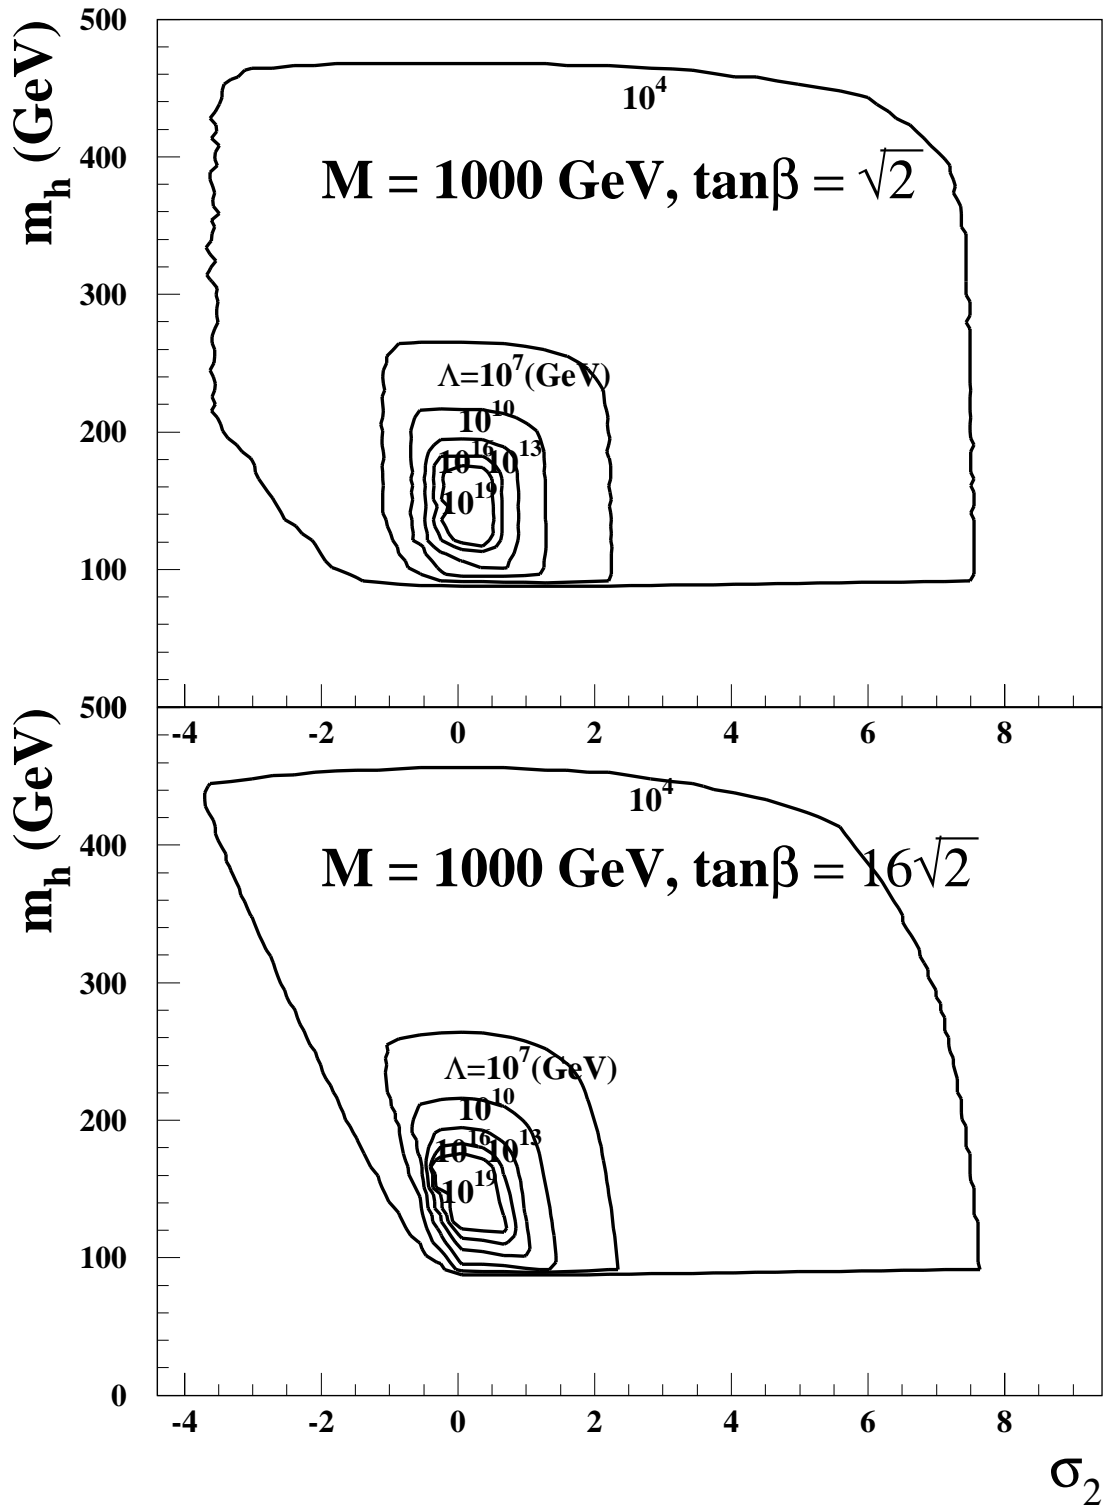 m_h (GeV)
500
10^4
400
M = 1000 GeV, tanβ = √2
300
Λ=10^7(GeV)
10^10
200
10^16 10^13
10^19
100
500
-4 -2 0 2 4 6 8
m_h (GeV)
10^4
400
M = 1000 GeV, tanβ = 16√2
300
Λ=10^7(GeV)
10^10
200
10^16 10^13
10^19
100
0
-4 -2 0 2 4 6 8
σ_2